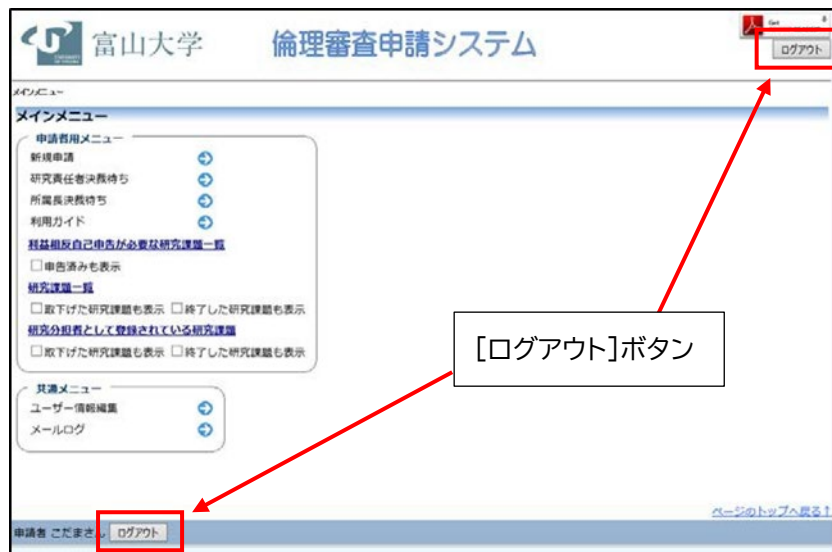 富山大学 倫理審査申請システム
Get
ログアウト
メインメニュー
メインメニュー
申請者用メニュー
新規申請
研究責任者決裁待ち
所属長決裁待ち
利用ガイド
利益相反自己申告が必要な研究課題一覧
申告済みも表示
研究課題一覧
取下げた研究課題も表示 終了した研究課題も表示
研究分担者として登録されている研究課題
取下げた研究課題も表示 終了した研究課題も表示
[ログアウト]ボタン
共通メニュー
ユーザー情報編集
メールログ
ページのトップへ戻る↑
申請者 こだまさん ログアウト